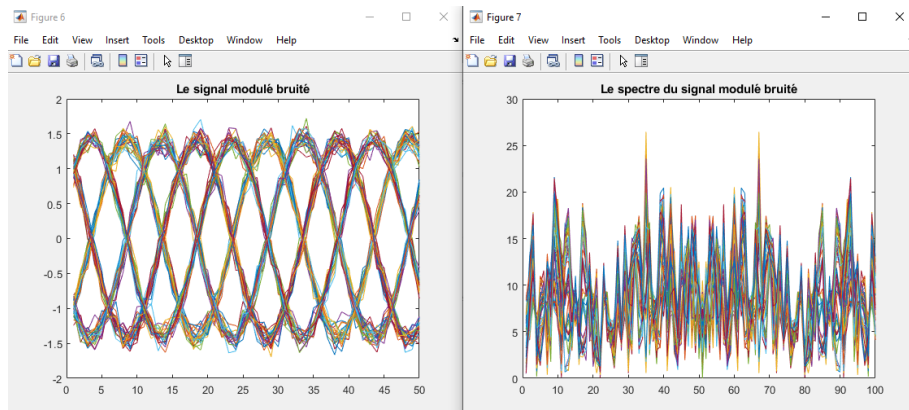 Figure 6
File Edit View Insert Tools Desktop Window Help
Le signal modulé bruité
2
1.5
1
0.5
0
-0.5
-1
-1.5
-2
0 5 10 15 20 25 30 35 40 45 50
Figure 7
File Edit View Insert Tools Desktop Window Help
Le spectre du signal modulé bruité
30
25
20
15
10
5
0
0 10 20 30 40 50 60 70 80 90 100